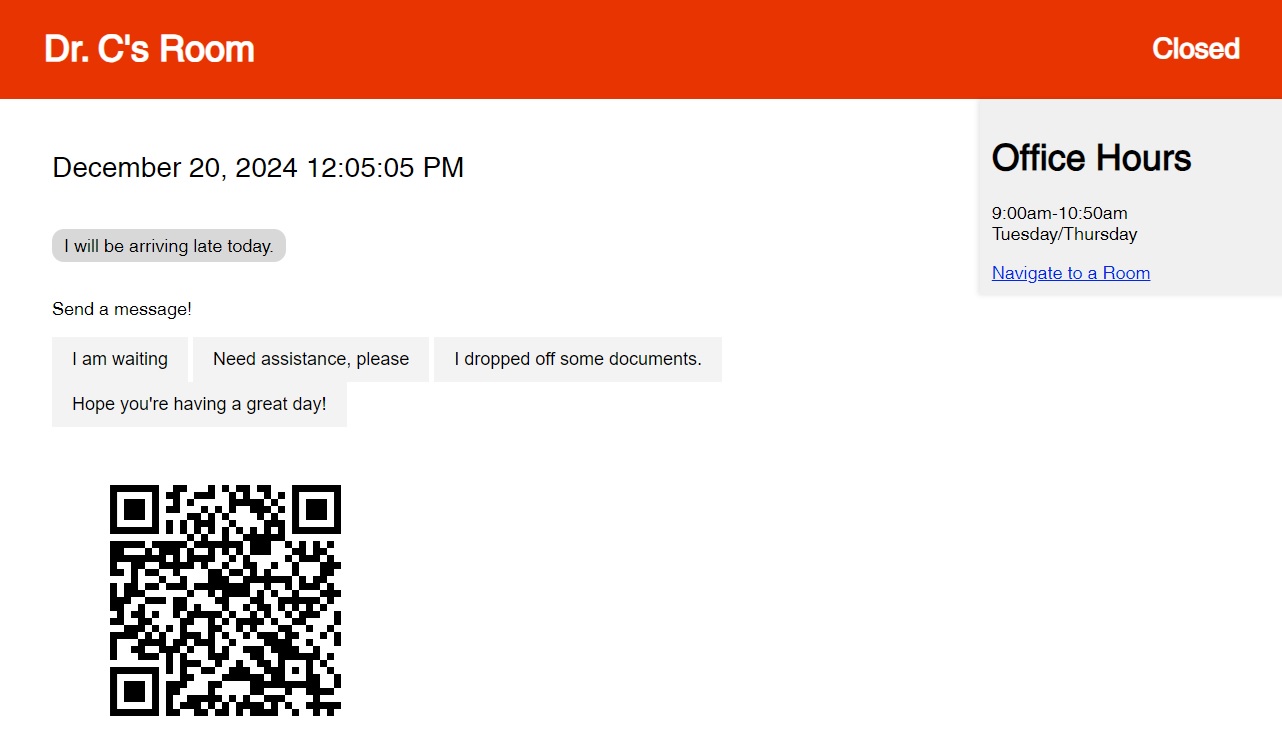 Dr. C's Room
Closed
December 20, 2024 12:05:05 PM
I will be arriving late today.
Send a message!
I am waiting
Need assistance, please
I dropped off some documents.
Hope you're having a great day!
Office Hours
9:00am-10:50am
Tuesday/Thursday
Navigate to a Room